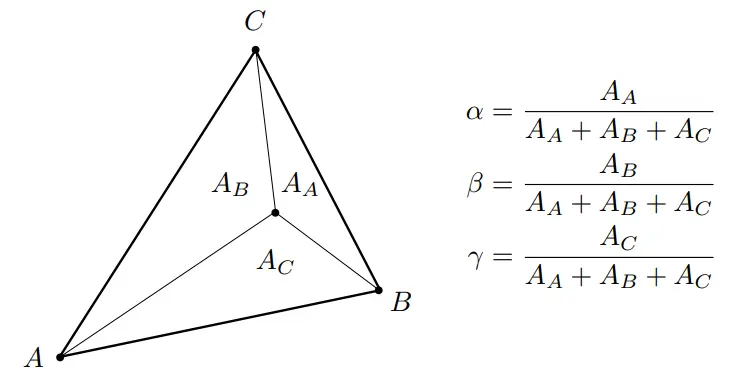 C
A_B A_A
A_C
B
A
α = A_A / (A_A + A_B + A_C)
β = A_B / (A_A + A_B + A_C)
γ = A_C / (A_A + A_B + A_C)